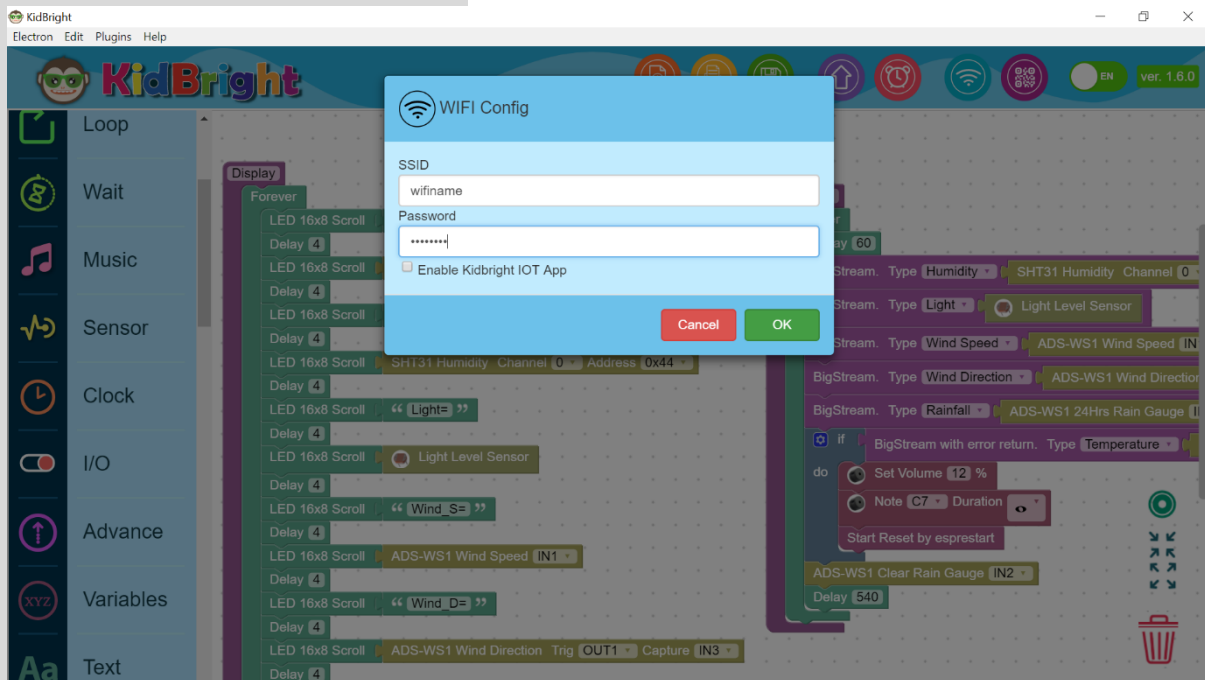 KidBright
Electron Edit Plugins Help
KidBright
EN
ver. 1.6.0
WIFI Config
SSID
wifiname
Password
••••••••
Enable Kidbright IOT App
Cancel
OK
Loop
Wait
Music
Sensor
Clock
I/O
Advance
Variables
XYZ
Text
Aa
Display
Forever
LED 16x8 Scroll
Delay 4
LED 16x8 Scroll
Delay 4
LED 16x8 Scroll
Delay 4
LED 16x8 Scroll SHT31 Humidity Channel 0 Address 0x44
Delay 4
LED 16x8 Scroll “ Light= ”
Delay 4
LED 16x8 Scroll Light Level Sensor
Delay 4
LED 16x8 Scroll “ Wind_S= ”
Delay 4
LED 16x8 Scroll ADS-WS1 Wind Speed IN1
Delay 4
LED 16x8 Scroll “ Wind_D= ”
Delay 4
LED 16x8 Scroll ADS-WS1 Wind Direction Trig OUT1 Capture IN3
Delay 4
60
Stream. Type Humidity SHT31 Humidity Channel 0
Stream. Type Light Light Level Sensor
Stream. Type Wind Speed ADS-WS1 Wind Speed IN
BigStream. Type Wind Direction ADS-WS1 Wind Direction
BigStream. Type Rainfall ADS-WS1 24Hrs Rain Gauge
if BigStream with error return. Type Temperature
do Set Volume 12 %
Note C7 Duration
Start Reset by esprestart
ADS-WS1 Clear Rain Gauge IN2
Delay 540